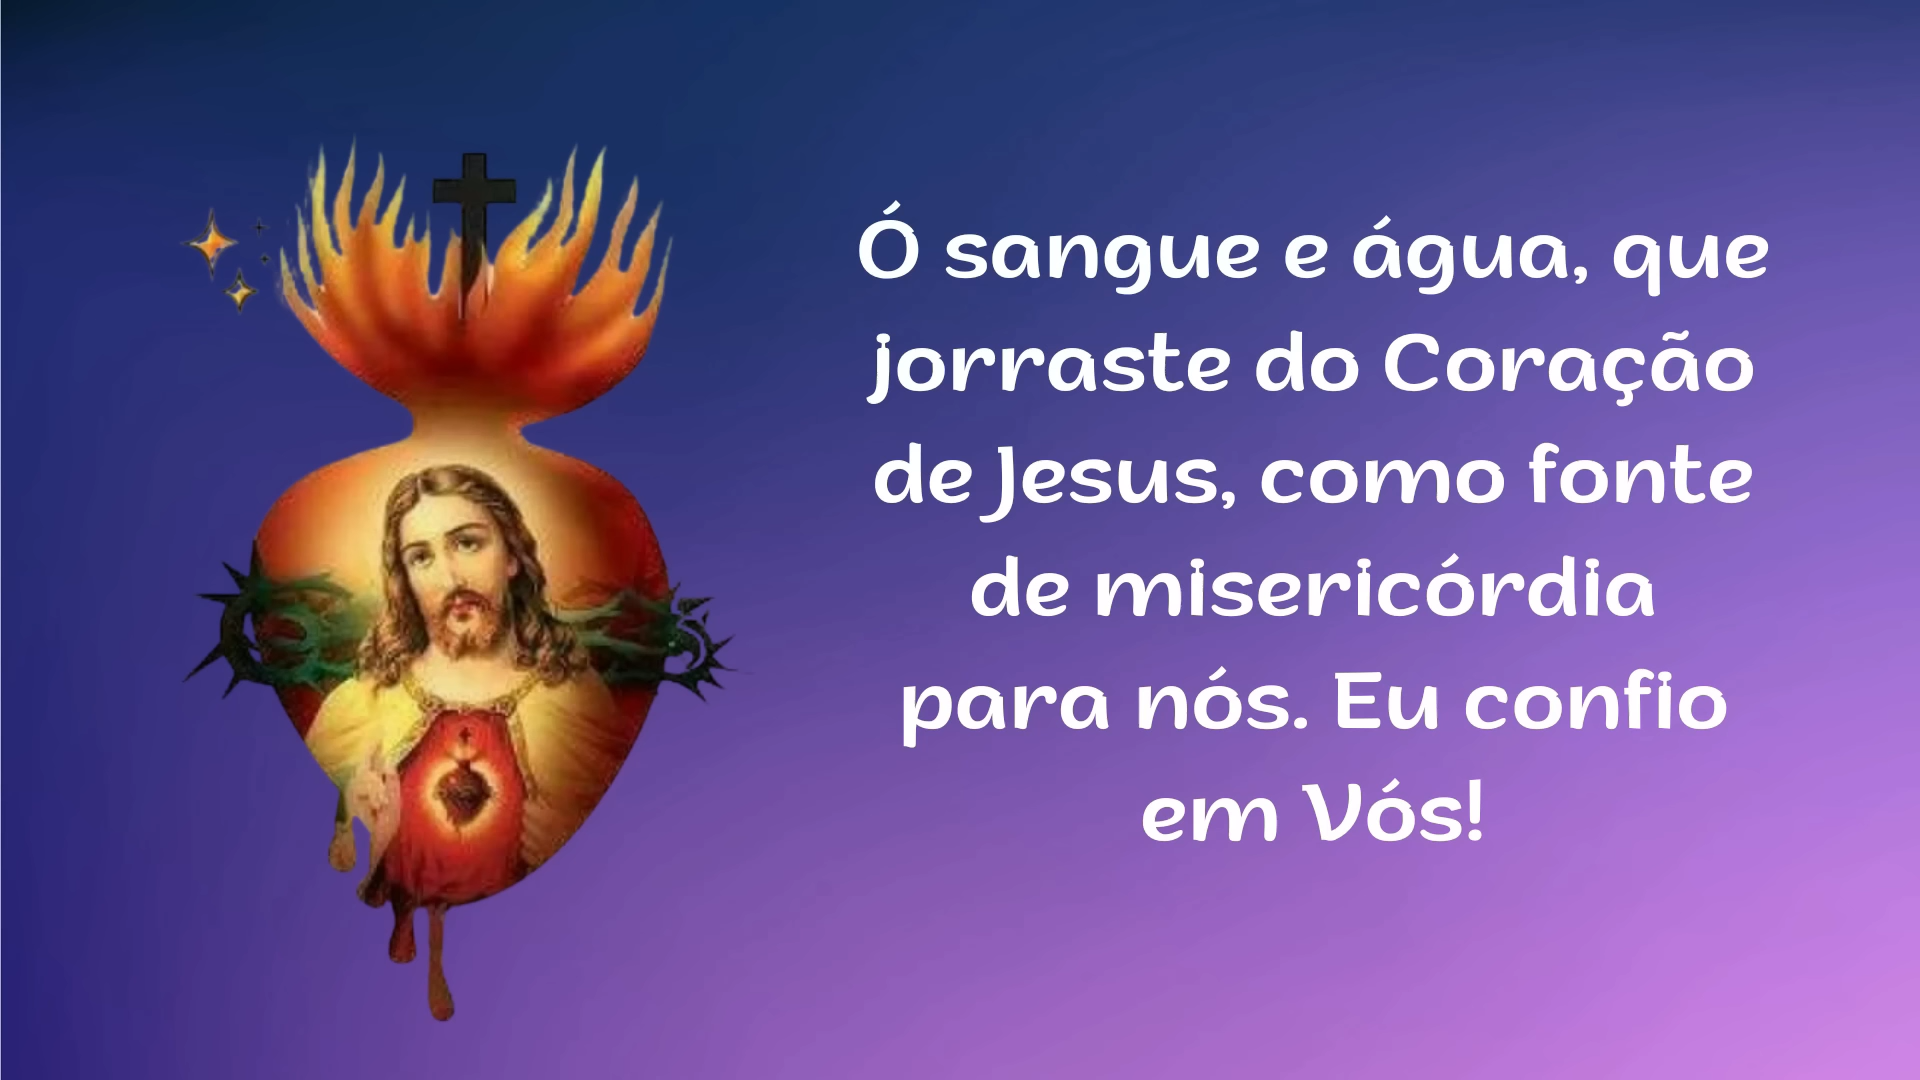 Ó sangue e água, que
jorraste do Coração
de Jesus, como fonte
de misericórdia
para nós. Eu confio
em Vós!